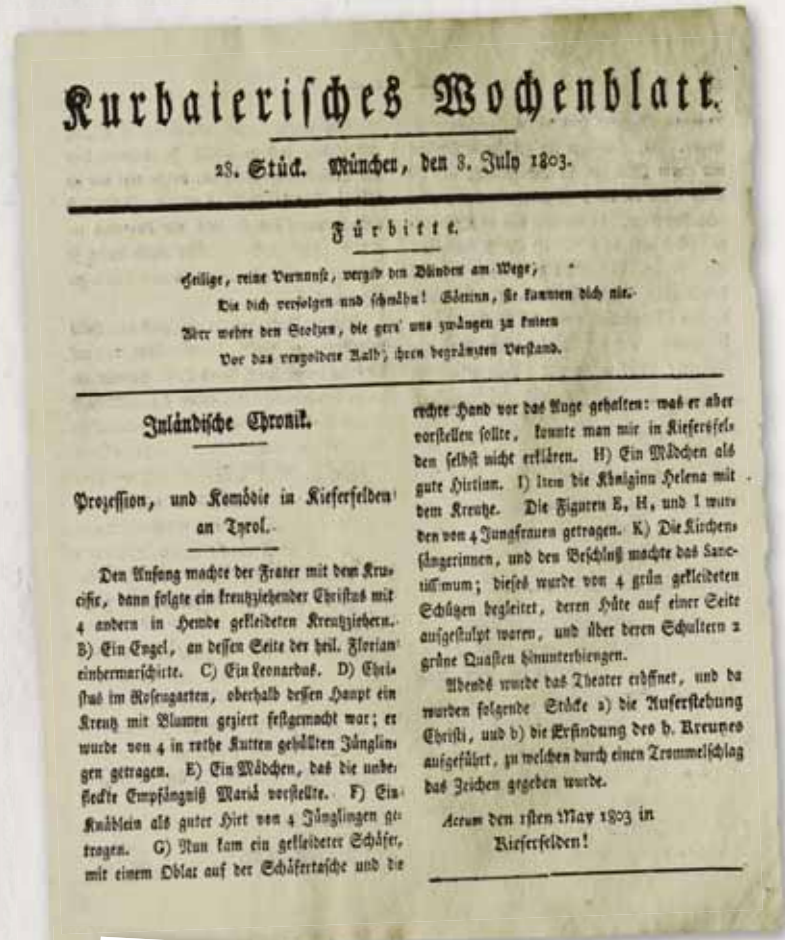 Kurbaieriſches Wochenblatt.
28. Stück. München, den 8. July 1803.
Fürbitte.
Heilige, reine Vernunft, vergib den Blinden am Wege,
Die dich verfolgen und ſchmähn! Göttinn, ſie kannten dich nie.
Aber wehre den Stolzen, die gern' uns zwängen zu knieen
Vor das vergoldete Kalb, ihren begränzten Verſtand.
Inländiſche Chronik.
Prozeſſion, und Komödie in Kieferfelden
an Tyrol.
Den Anfang machte der Frater mit dem Kru-
cifix, dann folgte ein kreutzziehender Chriſtus mit
4 andern in Hemde gekleideten Kreutzziehern.
B) Ein Engel, an deſſen Seite der heil. Florian
einhermarſchirte. C) Ein Leonardus. D) Chri-
ſtus im Roſengarten, oberhalb deſſen Haupt ein
Kreutz mit Blumen geziert feſtgemacht war; er
wurde von 4 in rothe Kutten gehüllten Jünglin-
gen getragen. E) Ein Mädchen, das die unbe-
fleckte Empfängniß Mariä vorſtellte. F) Ein
Knäblein als guter Hirt von 4 Jünglingen ge-
tragen. G) Nun kam ein gekleideter Schäfer,
mit einem Oblat auf der Schäfertaſche und die
rechte Hand vor das Auge gehalten: was er aber
vorſtellen ſollte, konnte man mir in Kiefersfel-
den ſelbſt nicht erklären. H) Ein Mädchen als
gute Hirtinn. I) Item die Königinn Helena mit
dem Kreutze. Die Figuren E, H, und I wur-
den von 4 Jungfrauen getragen. K) Die Kirchen-
ſängerinnen, und den Beſchluß machte das Sanc-
tiſſimum; dieſes wurde von 4 grün gekleideten
Schützen begleitet, deren Hüte auf einer Seite
aufgeſtulpt waren, und über deren Schultern 2
grüne Quaſten hinunterhiengen.
Abends wurde das Theater eröffnet, und da
wurden folgende Stücke a) die Auferſtehung
Chriſti, und b) die Erfindung des h. Kreuzes
aufgeführt, zu welchen durch einen Trommelſchlag
das Zeichen gegeben wurde.
Actum den 1ſten May 1803 in
Kieferfelden!